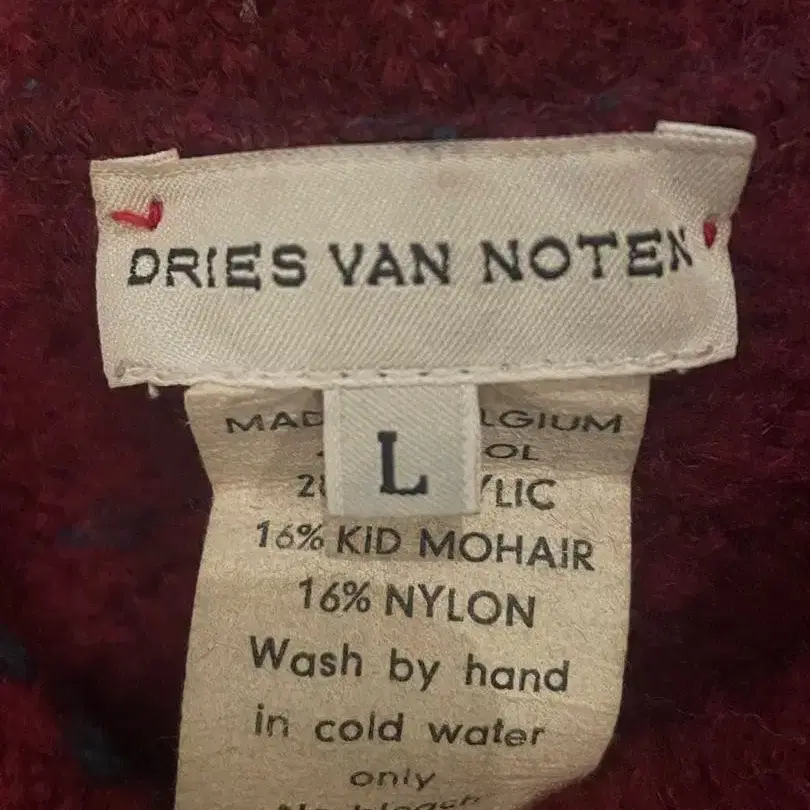 DRIES VAN NOTEN
L
16% KID MOHAIR
16% NYLON
Wash by hand
in cold water
only